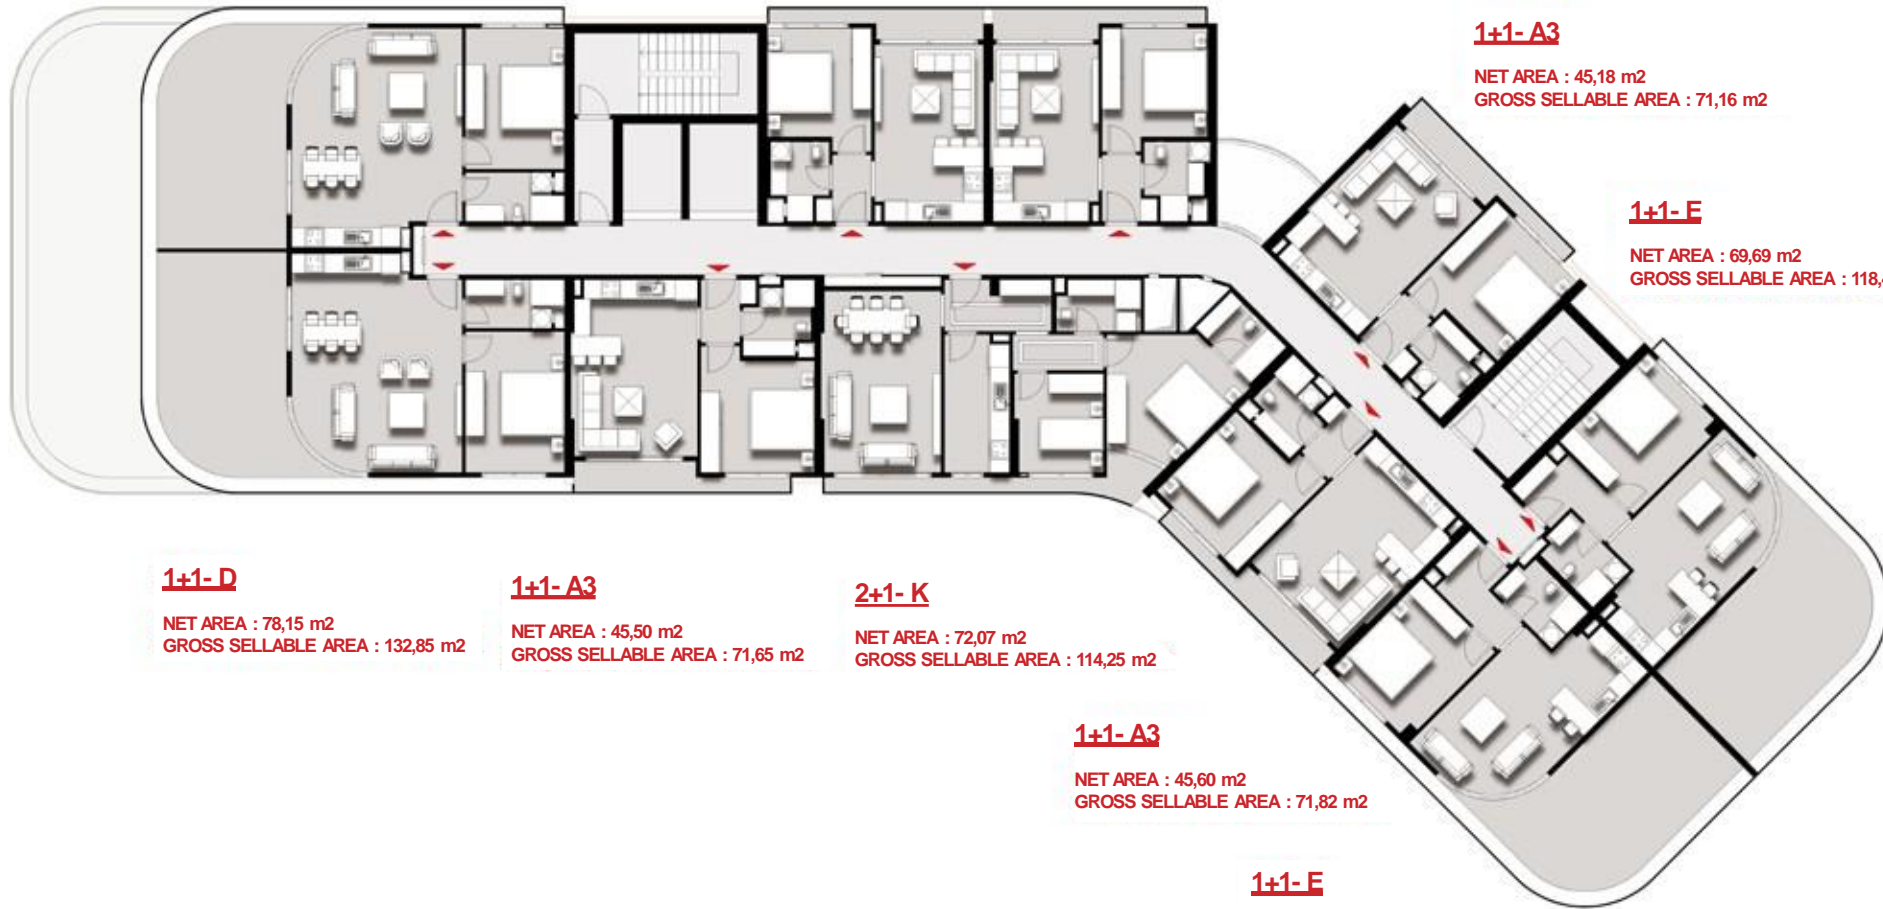 1+1- A3
NET AREA : 45,18 m2
GROSS SELLABLE AREA : 71,16 m2
1+1- E
NET AREA : 69,69 m2
GROSS SELLABLE AREA : 118,
1+1- D
NET AREA : 78,15 m2
GROSS SELLABLE AREA : 132,85 m2
1+1- A3
NET AREA : 45,50 m2
GROSS SELLABLE AREA : 71,65 m2
2+1- K
NET AREA : 72,07 m2
GROSS SELLABLE AREA : 114,25 m2
1+1- A3
NET AREA : 45,60 m2
GROSS SELLABLE AREA : 71,82 m2
1+1- E